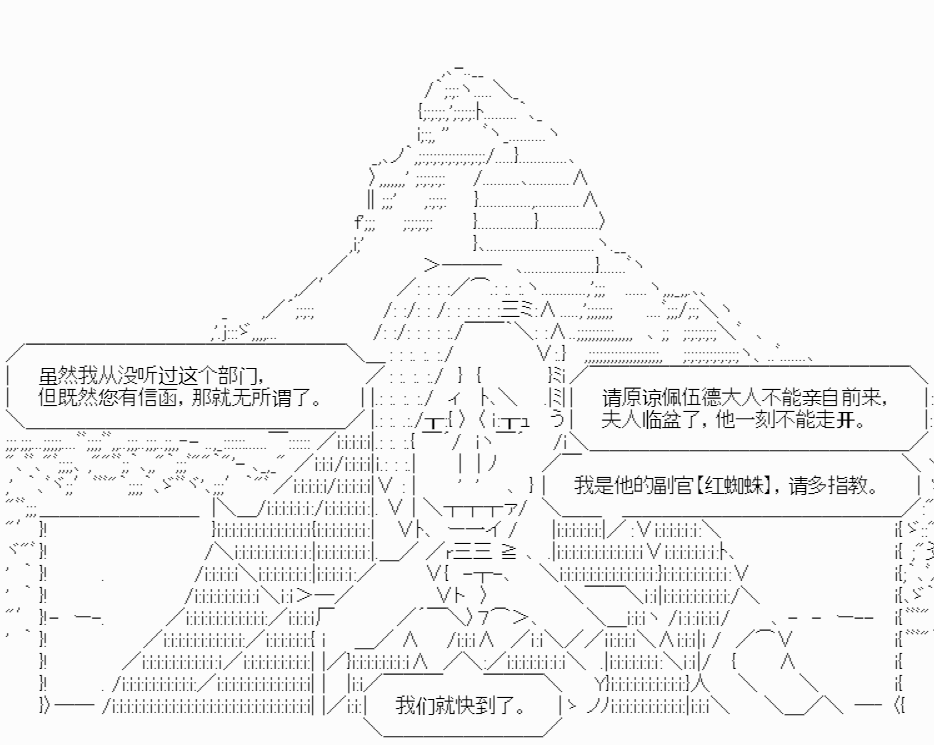 虽然我从没听过这个部门，
但既然您有信函，那就无所谓了。
请原谅佩伍德大人不能亲自前来，
夫人临盆了，他一刻不能走开。
我是他的副官【红蜘蛛】，请多指教。
我们就快到了。